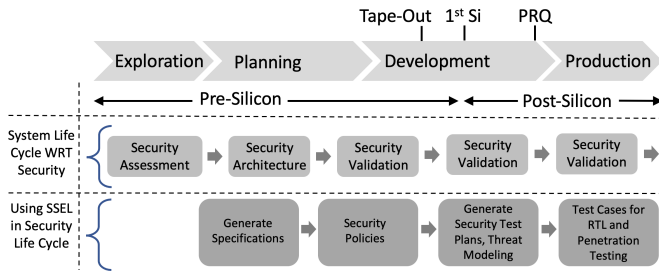 Tape-Out 1st Si PRQ
Exploration Planning Development Production
Pre-Silicon Post-Silicon
System Life
Cycle WRT
Security
Security
Assessment
Security
Architecture
Security
Validation
Security
Validation
Security
Validation
Using SSEL
in Security
Life Cycle
Generate
Specifications
Security
Policies
Generate
Security Test
Plans, Threat
Modeling
Test Cases for
RTL and
Penetration
Testing